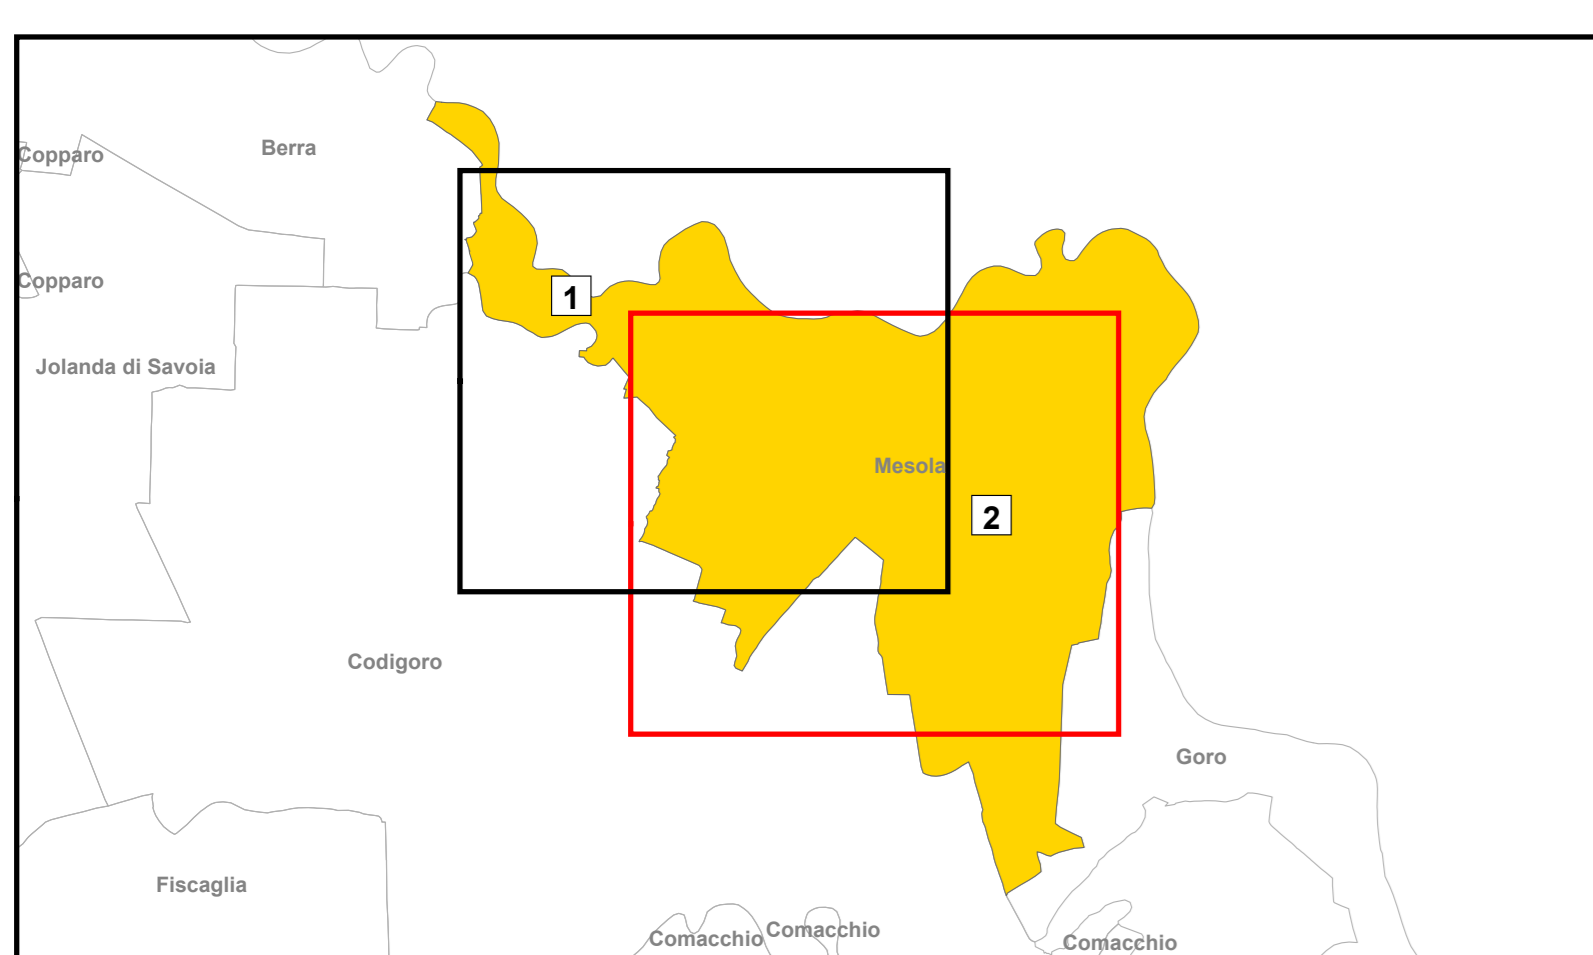 Berra
Copparo
Copparo
1
Jolanda di Savoia
Mesola
2
Codigoro
Goro
Fiscaglia
Comacchio
Comacchio
Comacchio